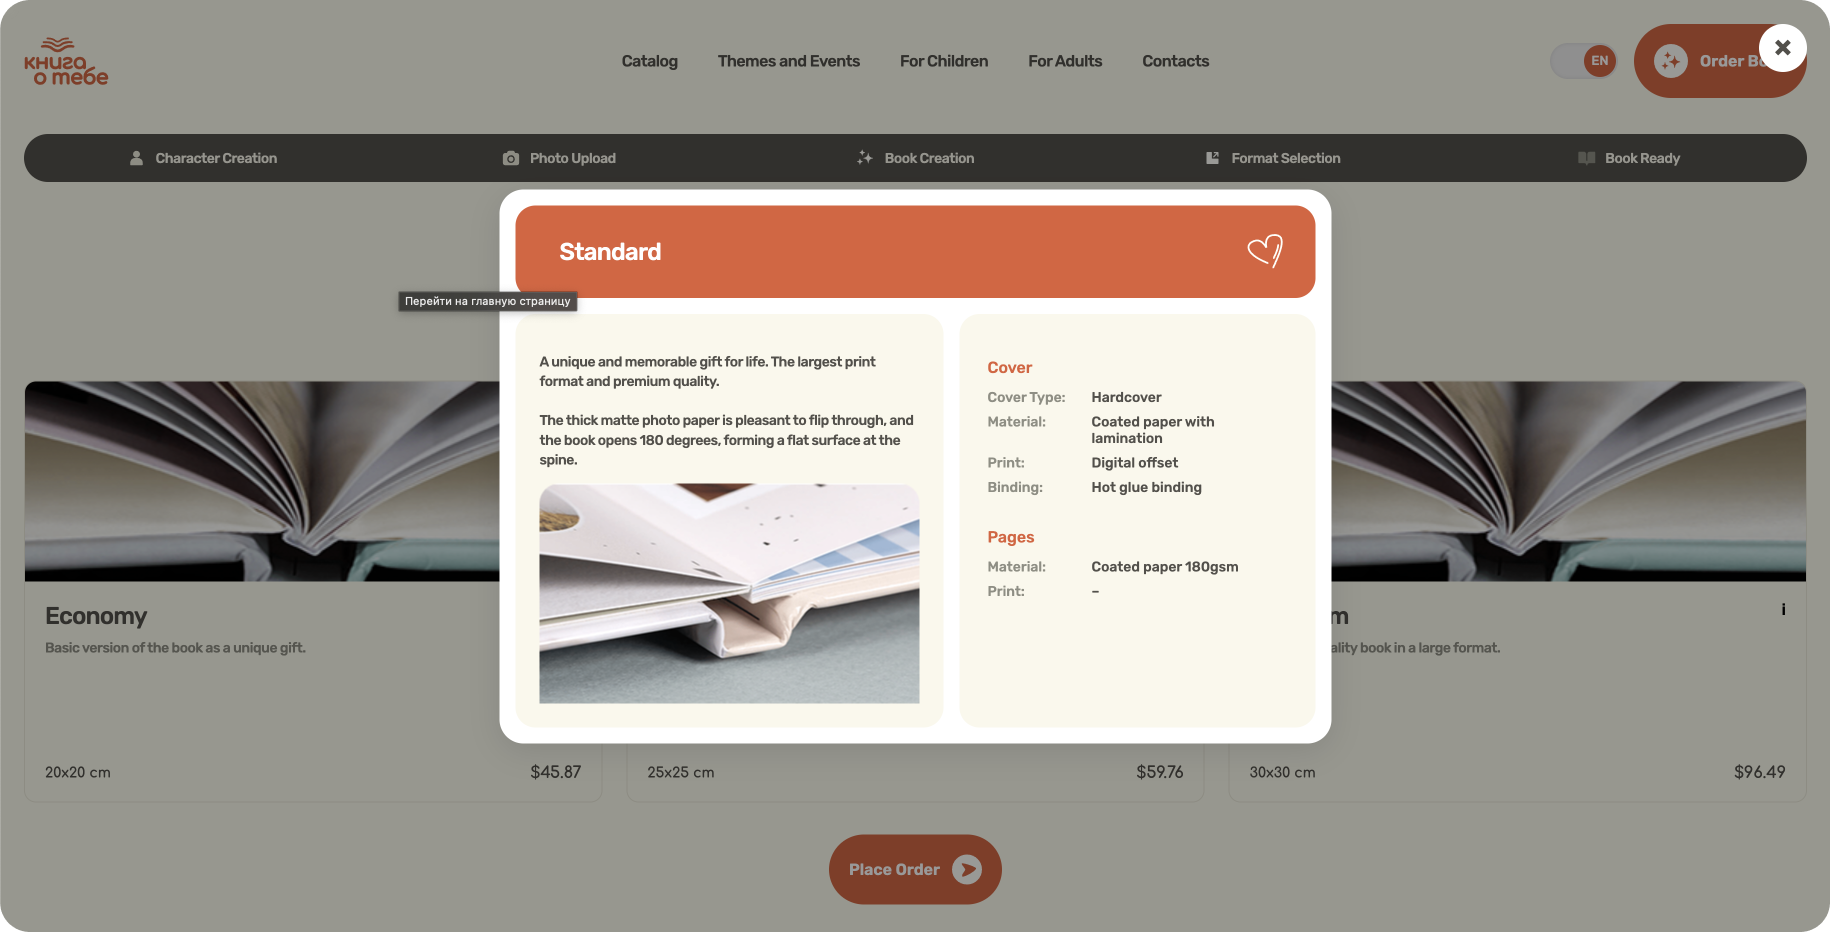 книга
о тебе
Catalog
Themes and Events
For Children
For Adults
Contacts
EN
Order
Character Creation
Photo Upload
Book Creation
Format Selection
Book Ready
Standard
Перейти на главную страницу
A unique and memorable gift for life. The largest print
format and premium quality.
The thick matte photo paper is pleasant to flip through, and
the book opens 180 degrees, forming a flat surface at the
spine.
Cover
Cover Type: Hardcover
Material: Coated paper with
lamination
Print: Digital offset
Binding: Hot glue binding
Pages
Material: Coated paper 180gsm
Print: –
Economy
Basic version of the book as a unique gift.
20x20 cm
$45.87
25x25 cm
$59.76
m
i
ality book in a large format.
30x30 cm
$96.49
Place Order